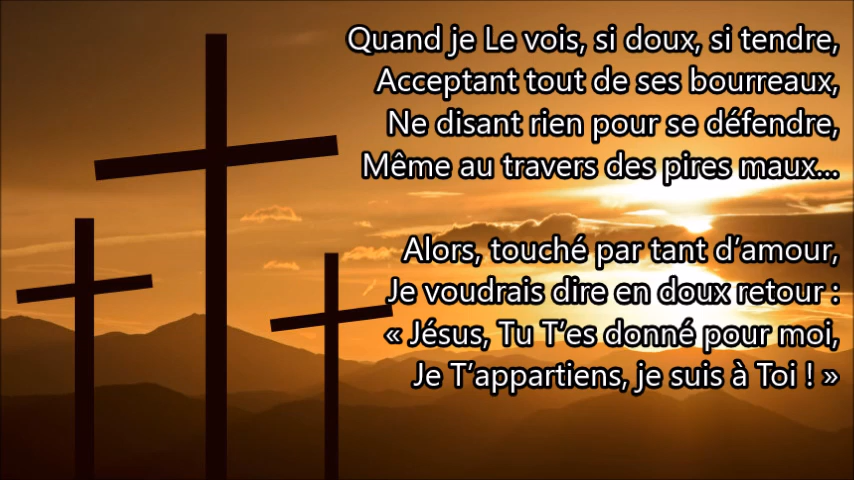 Quand je Le vois, si doux, si tendre,
Acceptant tout de ses bourreaux,
Ne disant rien pour se défendre,
Même au travers des pires maux...
Alors, touché par tant d’amour,
Je voudrais dire en doux retour :
« Jésus, Tu T’es donné pour moi,
Je T’appartiens, je suis à Toi ! »